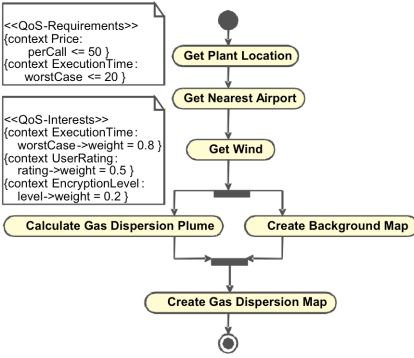 <<QoS-Requirements>>
{context Price:
perCall <= 50 }
{context ExecutionTime:
worstCase <= 20 }
<<QoS-Interests>>
{context ExecutionTime:
worstCase->weight = 0.8 }
{context UserRating:
rating->weight = 0.5 }
{context EncryptionLevel:
level->weight = 0.2 }
Get Plant Location
Get Nearest Airport
Get Wind
Calculate Gas Dispersion Plume
Create Background Map
Create Gas Dispersion Map